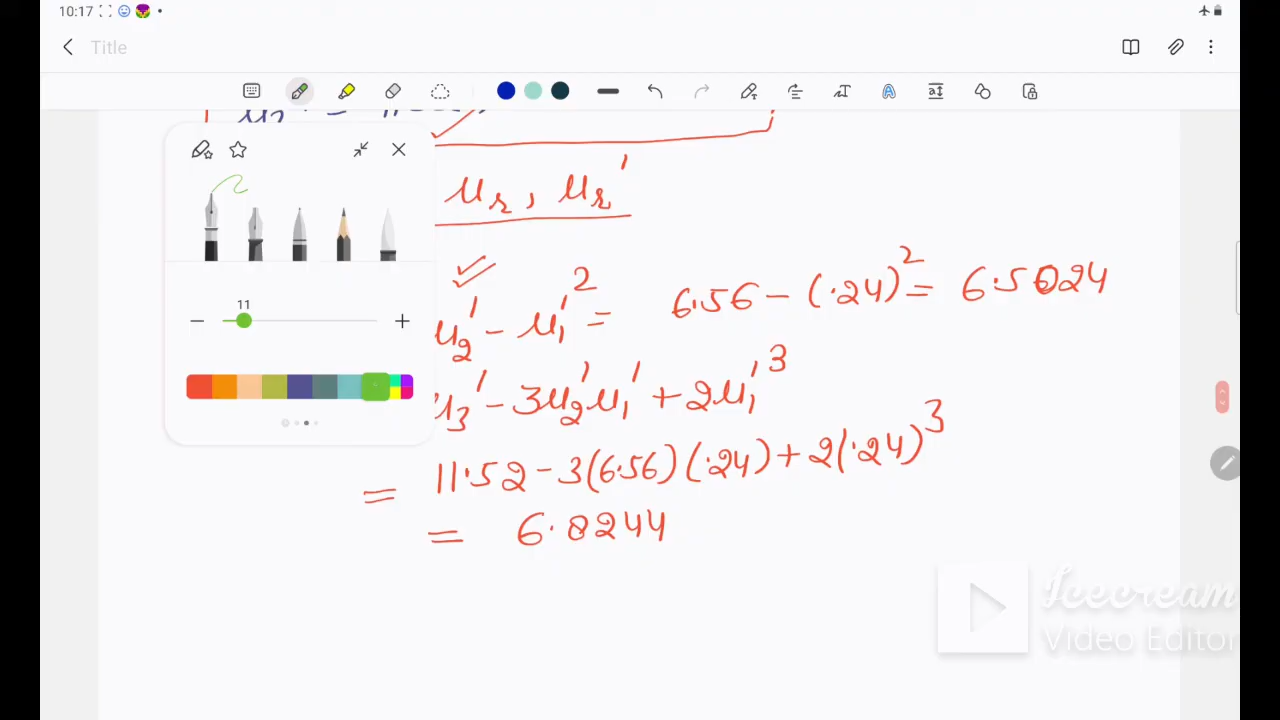 10:17
Title
μr, μr'
μ2' - μ1'² = 6.56 - (.24)² = 6.5024
11
μ3' - 3μ2'μ1' + 2μ1'³
= 11.52 - 3(6.56)(.24) + 2(.24)³
= 6.8244
Icecream
Video Editor